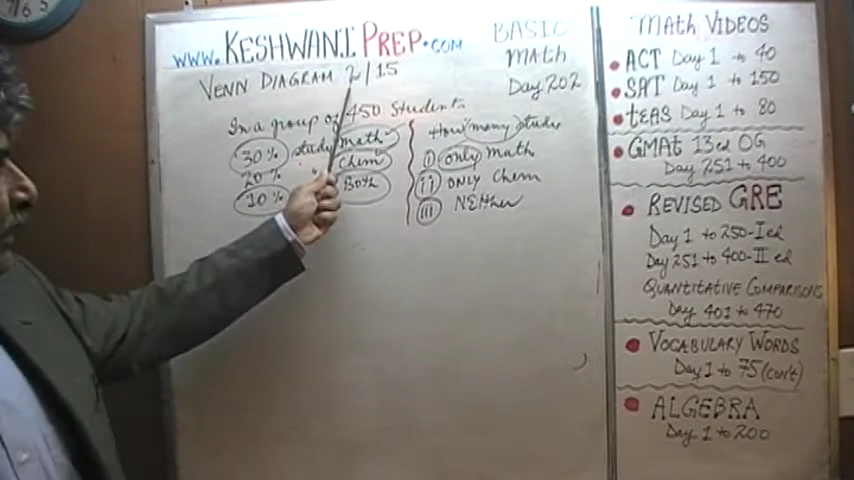 www.KESHWANIPREP.COM
VENN DIAGRAM 2/15
BASIC
Math
Day 202
In a group of 450 Students
30% study math
20% " Chem
10% Both
How many study
i) only math
ii) ONLY Chem
iii) NEither
Math VIDEOS
ACT Day 1 to 40
SAT Day 1 to 150
tEAS Day 1 to 80
GMAt 13ed OG
Day 251 to 400
REVISED GRE
Day 1 to 250-I ed
Day 251 to 400-II ed
QUANTITATIVE COMPARISONS
Day 401 to 470
VOCABULARY WORDS
Day 1 to 75 (con't)
ALGEBRA
Day 1 to 200